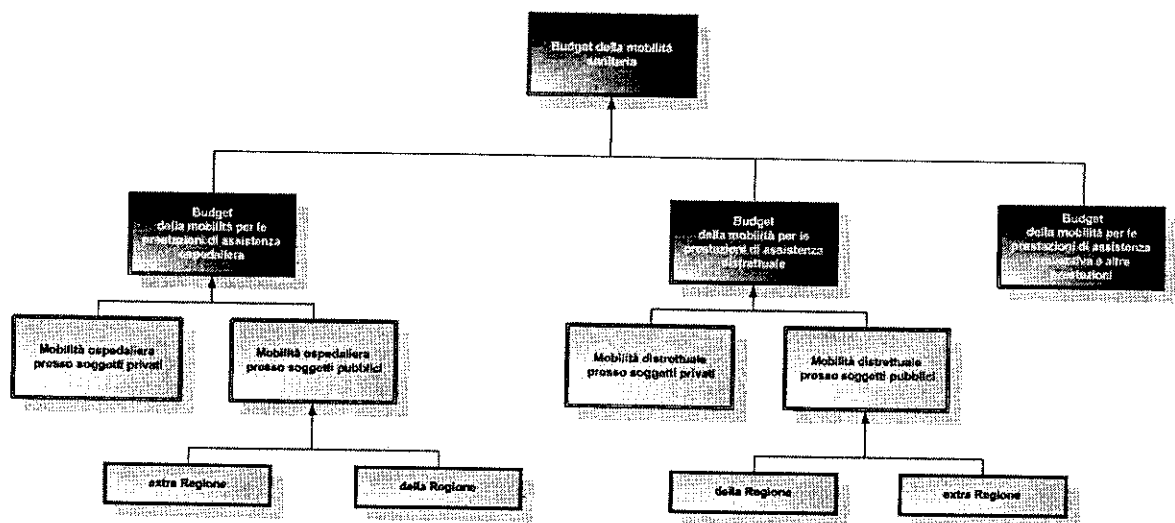 Budget della mobilità
sanitaria
Budget
della mobilità per le
prestazioni di assistenza
ospedaliera
Budget
della mobilità per le
prestazioni di assistenza
distrettuale
Budget
della mobilità per le
prestazioni di assistenza
preventiva e altre
prestazioni
Mobilità ospedaliera
presso soggetti privati
Mobilità ospedaliera
presso soggetti pubblici
Mobilità distrettuale
presso soggetti privati
Mobilità distrettuale
presso soggetti pubblici
extra Regione
della Regione
della Regione
extra Regione